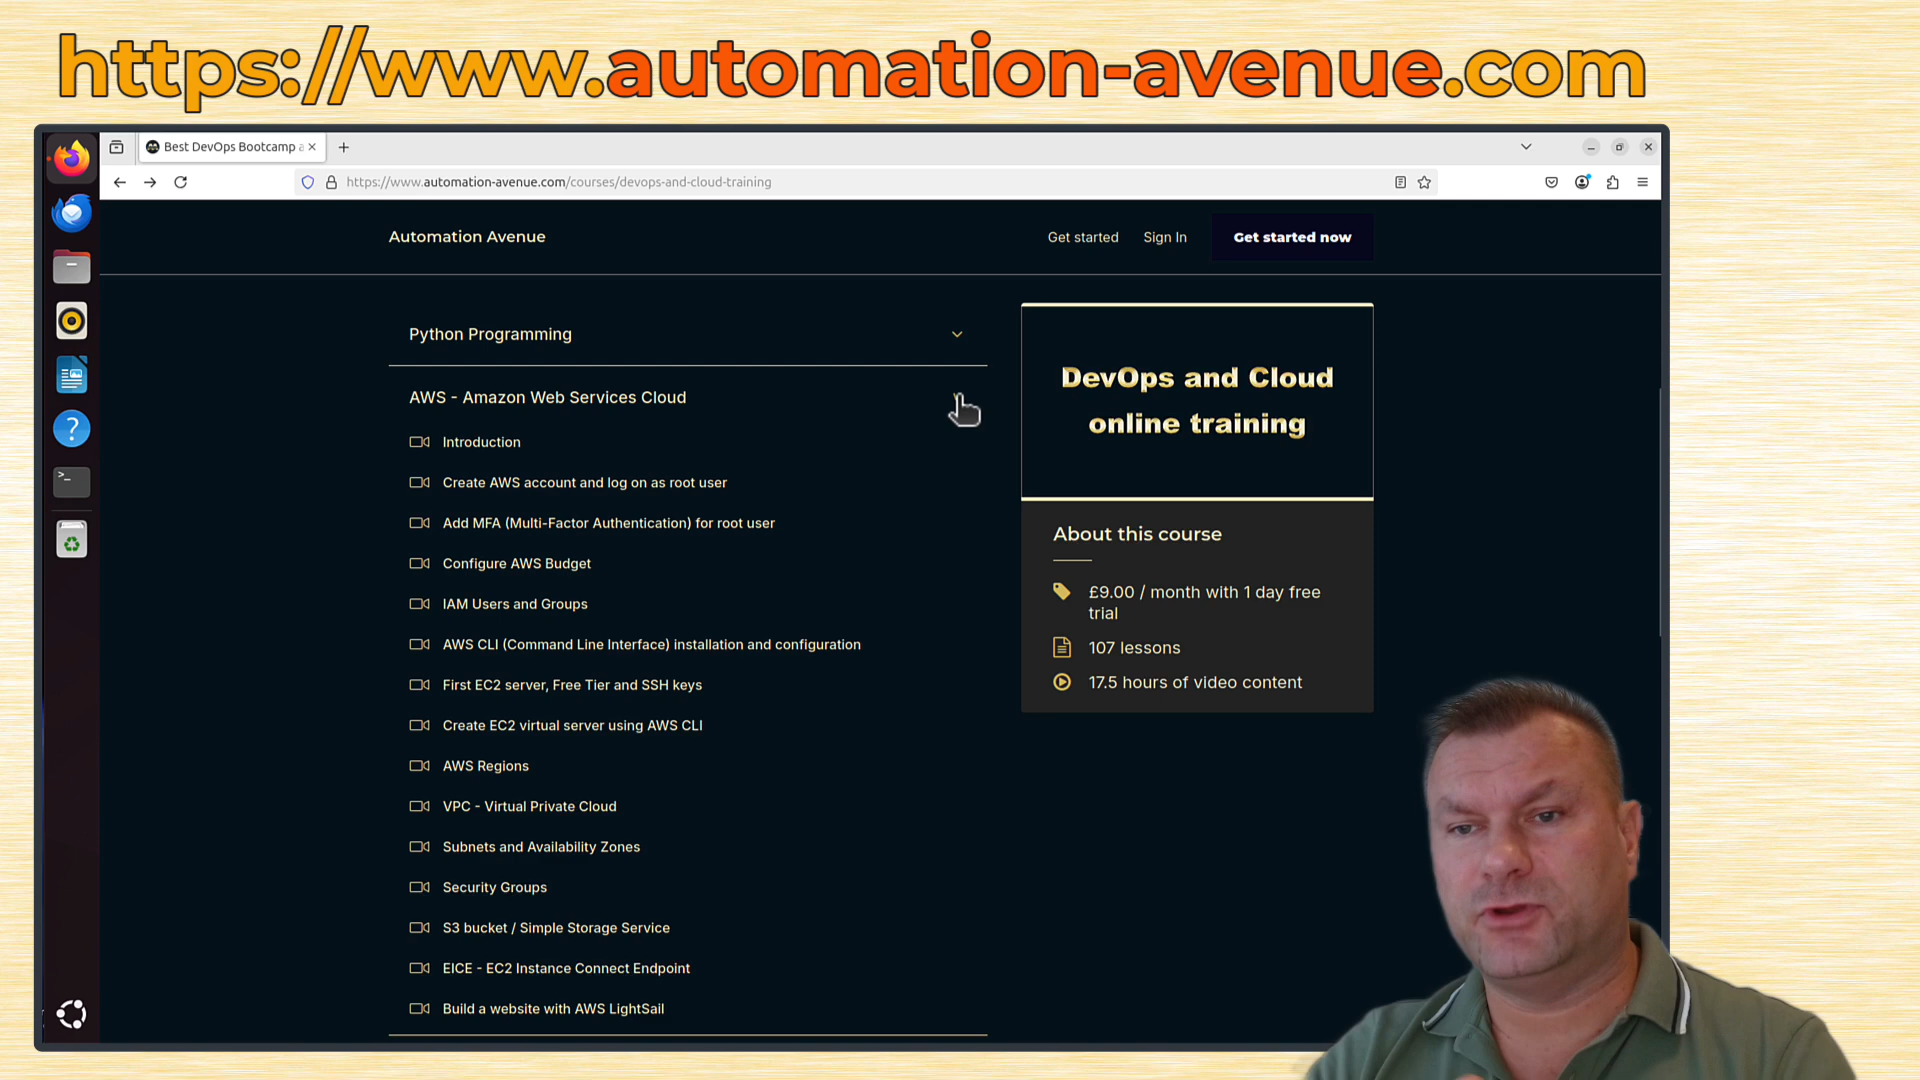 https://www.automation-avenue.com
Best DevOps Bootcamp a
https://www.automation-avenue.com/courses/devops-and-cloud-training
Automation Avenue
Get started
Sign In
Get started now
Python Programming
AWS - Amazon Web Services Cloud
Introduction
Create AWS account and log on as root user
Add MFA (Multi-Factor Authentication) for root user
Configure AWS Budget
IAM Users and Groups
AWS CLI (Command Line Interface) installation and configuration
First EC2 server, Free Tier and SSH keys
Create EC2 virtual server using AWS CLI
AWS Regions
VPC - Virtual Private Cloud
Subnets and Availability Zones
Security Groups
S3 bucket / Simple Storage Service
EICE - EC2 Instance Connect Endpoint
Build a website with AWS LightSail
DevOps and Cloud
online training
About this course
£9.00 / month with 1 day free
trial
107 lessons
17.5 hours of video content